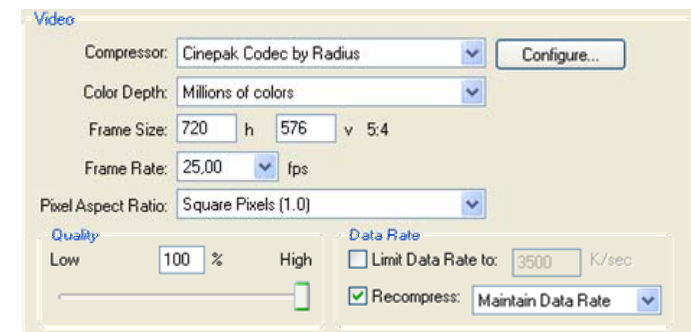 Video
Compressor: Cinepak Codec by Radius Configure...
Color Depth: Millions of colors
Frame Size: 720 h 576 v 5:4
Frame Rate: 25,00 fps
Pixel Aspect Ratio: Square Pixels (1.0)
Quality Data Rate
Low 100 % High Limit Data Rate to: 3500 K/sec
Recompress: Maintain Data Rate